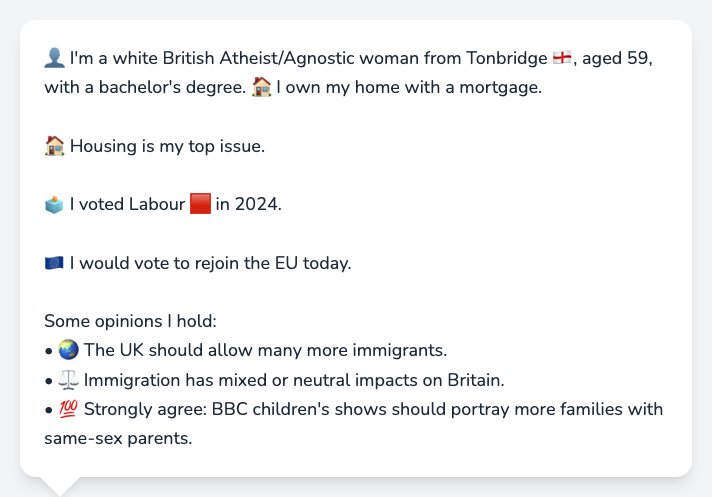 👤 I'm a white British Atheist/Agnostic woman from Tonbridge 🏴󠁧󠁢󠁥󠁮󠁧󠁿, aged 59,
with a bachelor's degree. 🏠 I own my home with a mortgage.
🏠 Housing is my top issue.
🗳️ I voted Labour 🟥 in 2024.
🇪🇺 I would vote to rejoin the EU today.
Some opinions I hold:
• 🌏 The UK should allow many more immigrants.
• ⚖️ Immigration has mixed or neutral impacts on Britain.
• 💯 Strongly agree: BBC children's shows should portray more families with
same-sex parents.